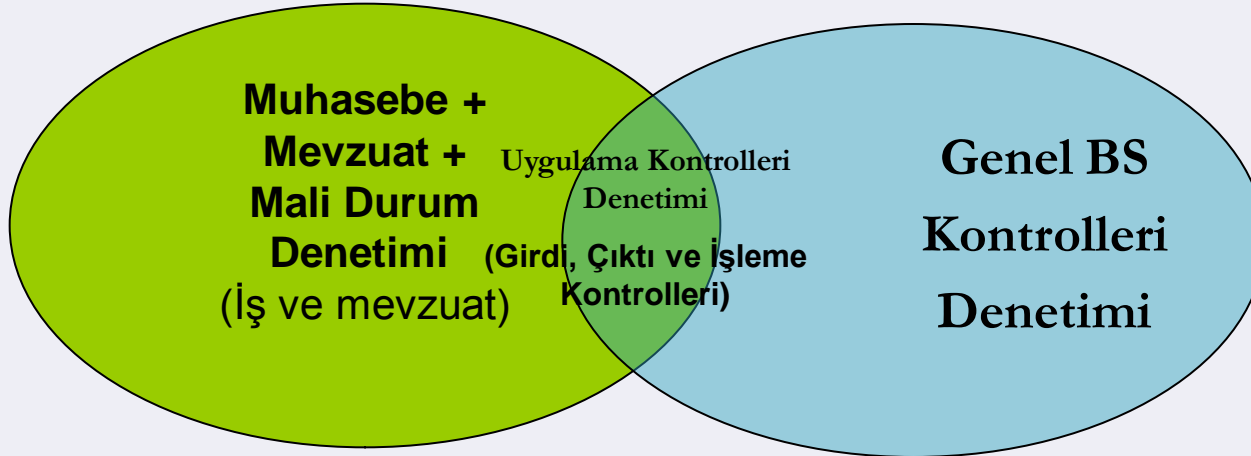 Muhasebe +
Mevzuat +
Mali Durum
Denetimi
(İş ve mevzuat)
Uygulama Kontrolleri
Denetimi
(Girdi, Çıktı ve İşleme
Kontrolleri)
Genel BS
Kontrolleri
Denetimi